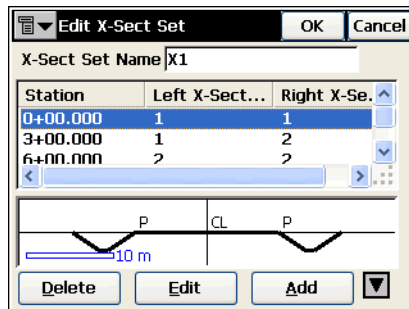 Edit X-Sect Set OK Cancel
X-Sect Set Name X1
Station Left X-Sect... Right X-Se.
0+00.000 1 1
3+00.000 1 2
6+00.000 2 2
P CL P
10 m
Delete Edit Add